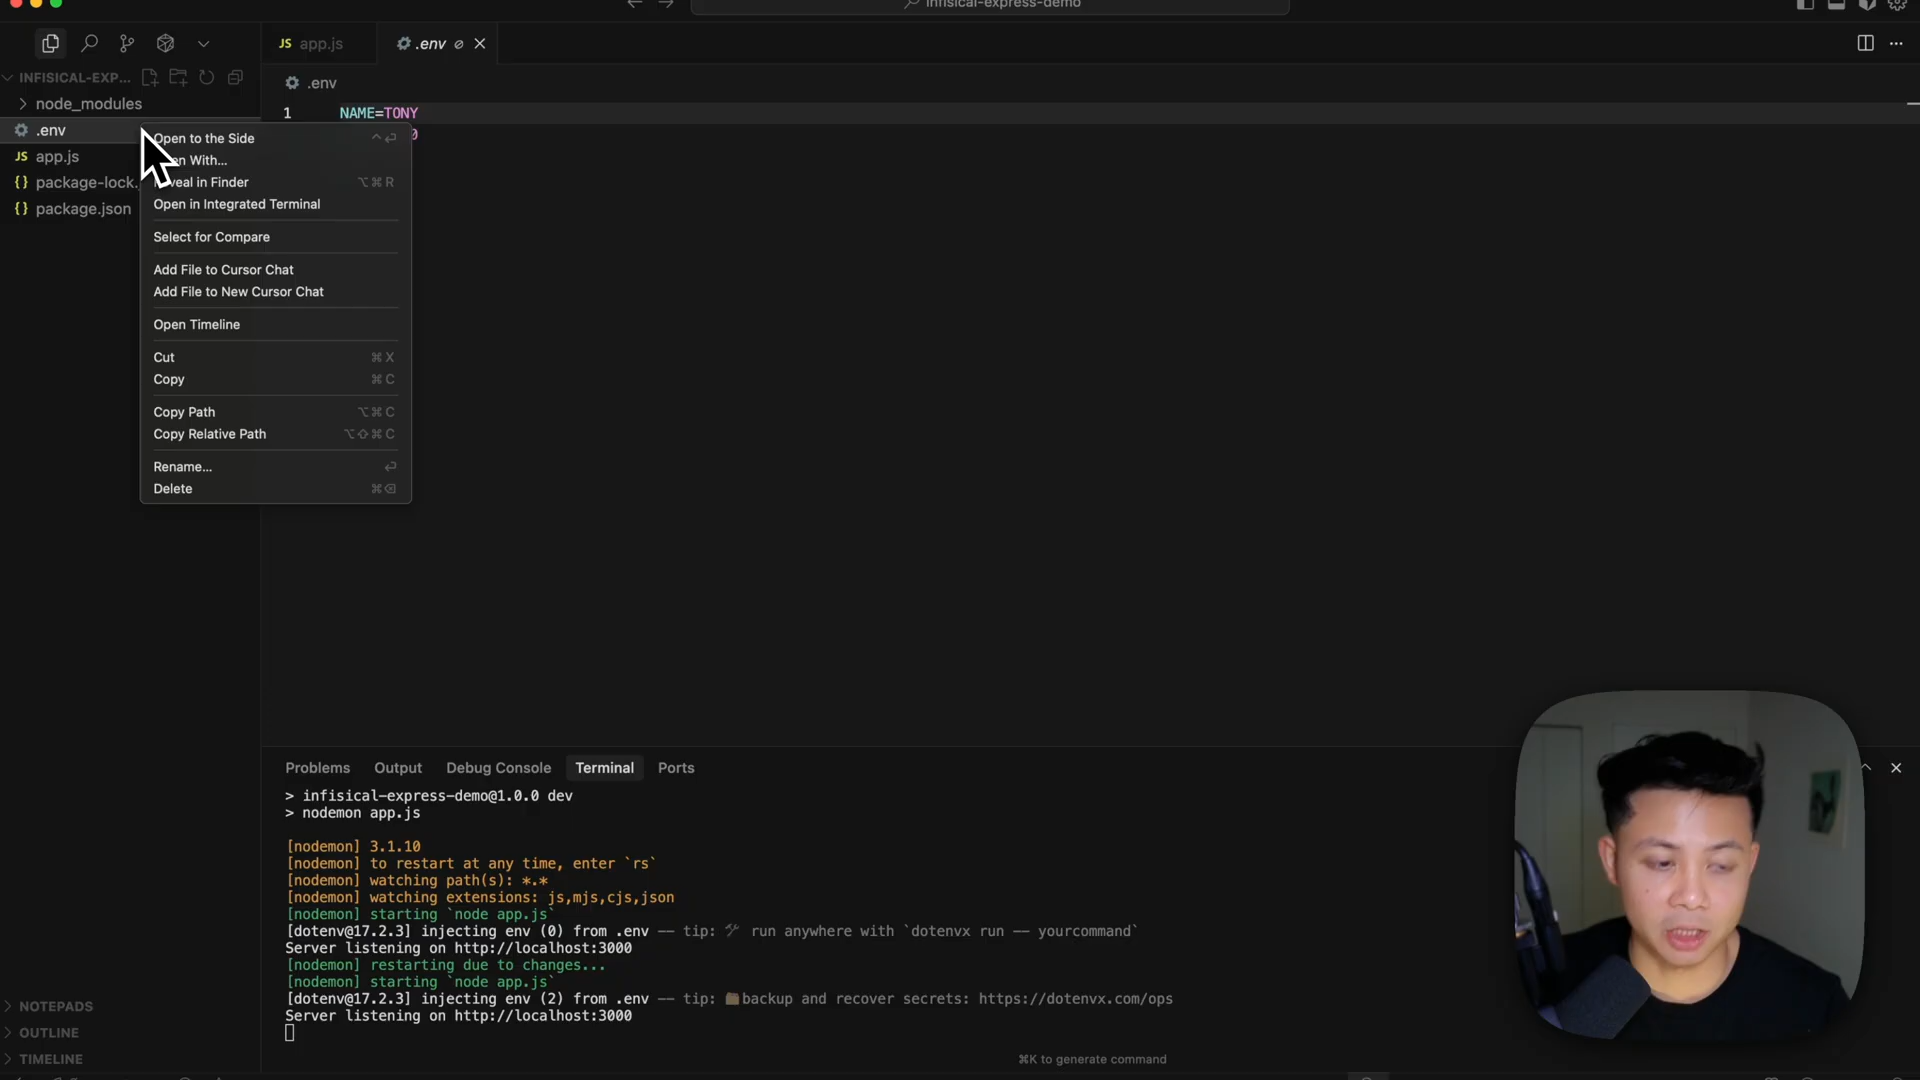 infisical-express-demo
JS app.js
.env
INFISICAL-EXP...
node_modules
.env
JS app.js
{} package-lock.
{} package.json
.env
1 NAME=TONY
0
Open to the Side
en With...
eveal in Finder ⌥⌘R
Open in Integrated Terminal
Select for Compare
Add File to Cursor Chat
Add File to New Cursor Chat
Open Timeline
Cut ⌘X
Copy ⌘C
Copy Path ⌥⌘C
Copy Relative Path ⌥⇧⌘C
Rename...
Delete
Problems Output Debug Console Terminal Ports
> infisical-express-demo@1.0.0 dev
> nodemon app.js
[nodemon] 3.1.10
[nodemon] to restart at any time, enter `rs`
[nodemon] watching path(s): *.*
[nodemon] watching extensions: js,mjs,cjs,json
[nodemon] starting `node app.js`
[dotenv@17.2.3] injecting env (0) from .env -- tip: 🛠 run anywhere with `dotenvx run -- yourcommand`
Server listening on http://localhost:3000
[nodemon] restarting due to changes...
[nodemon] starting `node app.js`
[dotenv@17.2.3] injecting env (2) from .env -- tip: 🗂 backup and recover secrets: https://dotenvx.com/ops
Server listening on http://localhost:3000
⌘K to generate command
NOTEPADS
OUTLINE
TIMELINE